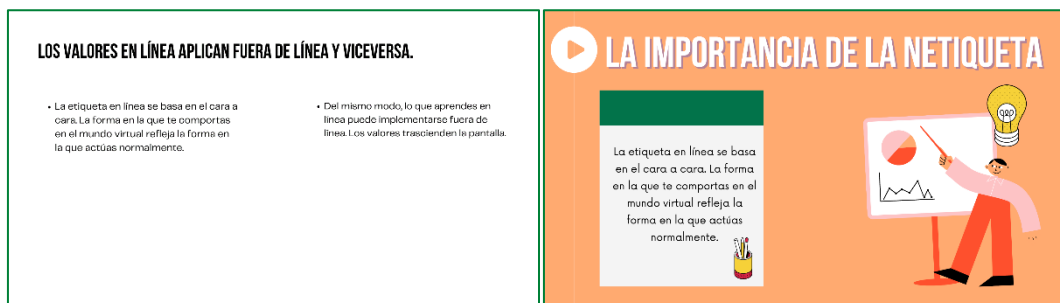 LOS VALORES EN LÍNEA APLICAN FUERA DE LÍNEA Y VICEVERSA.
• La etiqueta en línea se basa en el cara a
cara. La forma en la que te comportas
en el mundo virtual refleja la forma en
la que actúas normalmente.
• Del mismo modo, lo que aprendes en
línea puede implementarse fuera de
línea. Los valores trascienden la pantalla.
LA IMPORTANCIA DE LA NETIQUETA
La etiqueta en línea se basa
en el cara a cara. La forma
en la que te comportas en el
mundo virtual refleja la
forma en la que actúas
normalmente.